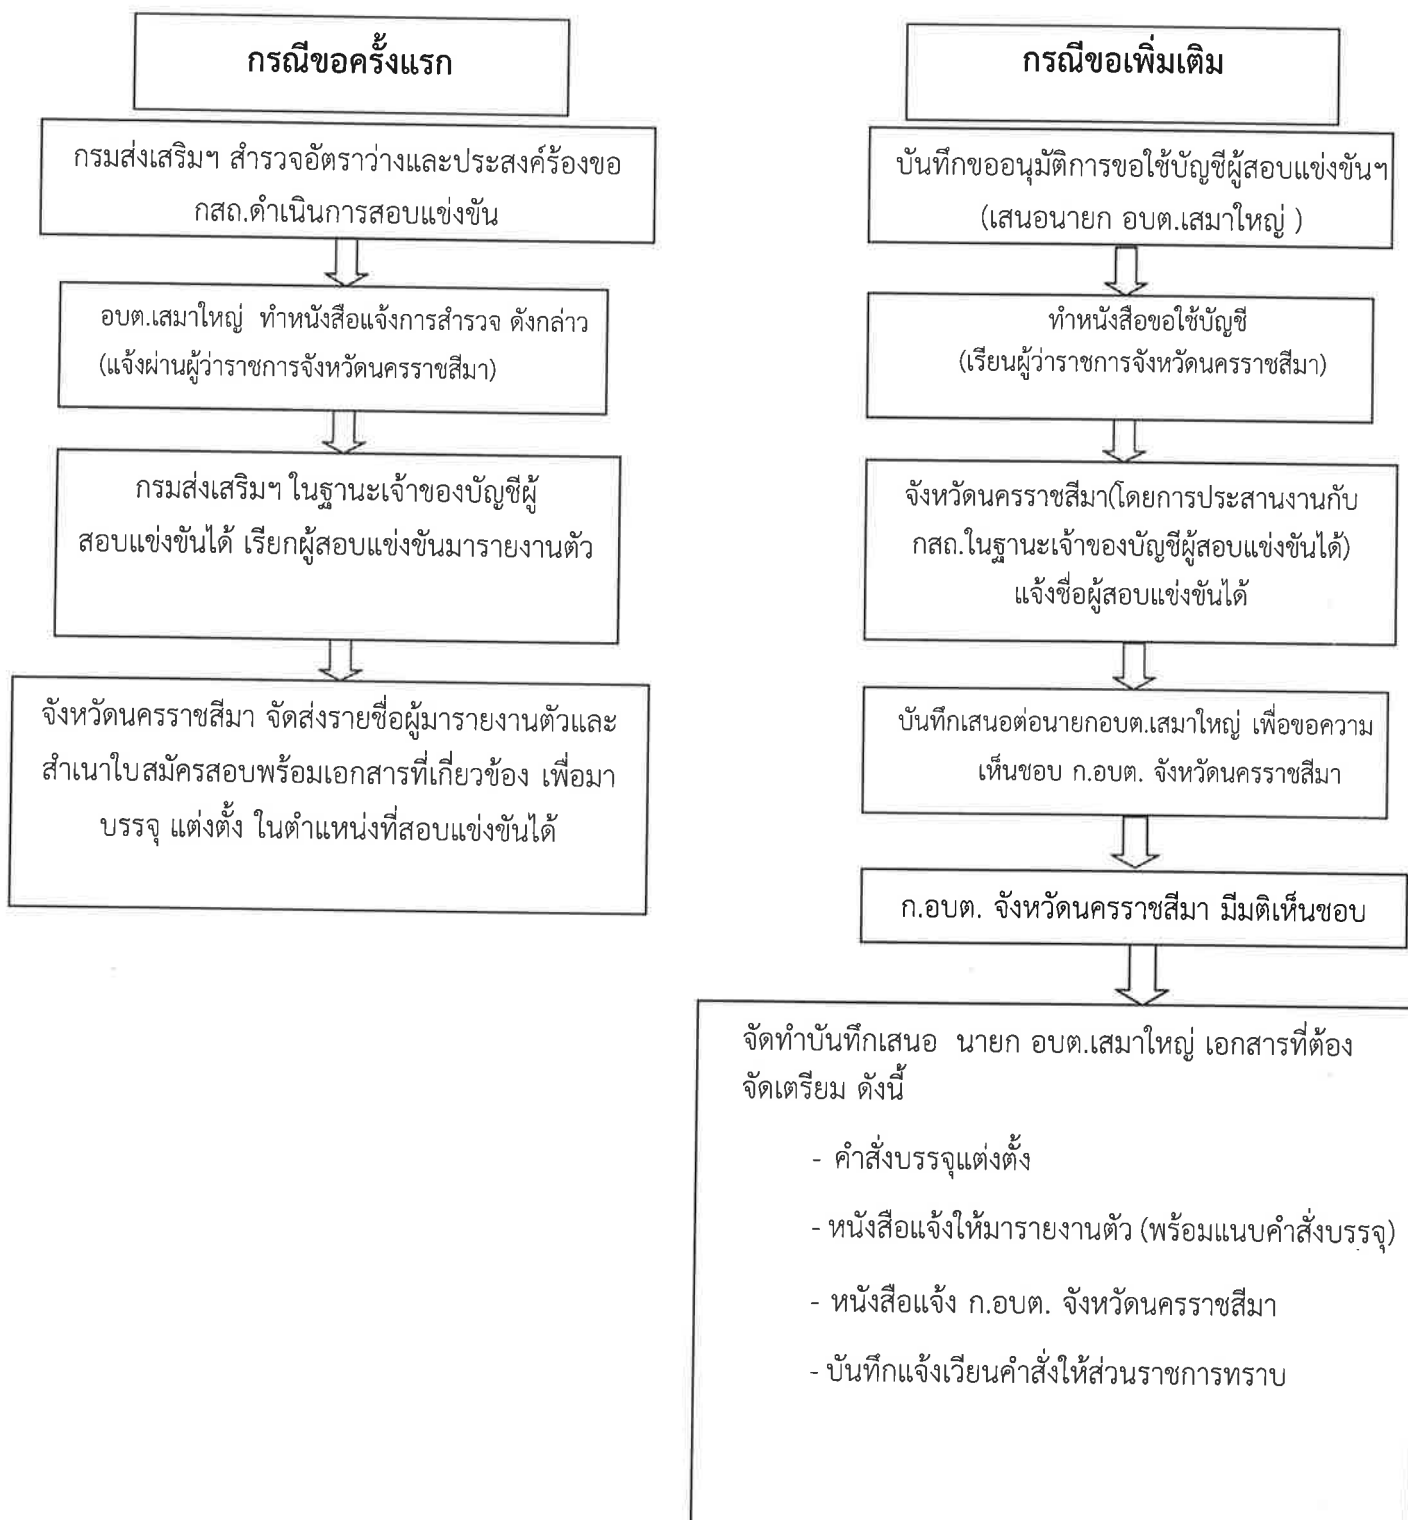 กรณีขอครั้งแรก
กรมส่งเสริมฯ สำรวจอัตราว่างและประสงค์ร้องขอ
กสถ.ดำเนินการสอบแข่งขัน
อบต.เสมาใหญ่ ทำหนังสือแจ้งการสำรวจ ดังกล่าว
(แจ้งผ่านผู้ว่าราชการจังหวัดนครราชสีมา)
กรมส่งเสริมฯ ในฐานะเจ้าของบัญชีผู้
สอบแข่งขันได้ เรียกผู้สอบแข่งขันมารายงานตัว
จังหวัดนครราชสีมา จัดส่งรายชื่อผู้มารายงานตัวและ
สำเนาใบสมัครสอบพร้อมเอกสารที่เกี่ยวข้อง เพื่อมา
บรรจุ แต่งตั้ง ในตำแหน่งที่สอบแข่งขันได้
กรณีขอเพิ่มเติม
บันทึกขออนุมัติการขอใช้บัญชีผู้สอบแข่งขันฯ
(เสนอนายก อบต.เสมาใหญ่ )
ทำหนังสือขอใช้บัญชี
(เรียนผู้ว่าราชการจังหวัดนครราชสีมา)
จังหวัดนครราชสีมา(โดยการประสานงานกับ
กสถ.ในฐานะเจ้าของบัญชีผู้สอบแข่งขันได้)
แจ้งชื่อผู้สอบแข่งขันได้
บันทึกเสนอต่อนายกอบต.เสมาใหญ่ เพื่อขอความ
เห็นชอบ ก.อบต. จังหวัดนครราชสีมา
ก.อบต. จังหวัดนครราชสีมา มีมติเห็นชอบ
จัดทำบันทึกเสนอ นายก อบต.เสมาใหญ่ เอกสารที่ต้อง
จัดเตรียม ดังนี้
- คำสั่งบรรจุแต่งตั้ง
- หนังสือแจ้งให้มารายงานตัว (พร้อมแนบคำสั่งบรรจุ)
- หนังสือแจ้ง ก.อบต. จังหวัดนครราชสีมา
- บันทึกแจ้งเวียนคำสั่งให้ส่วนราชการทราบ